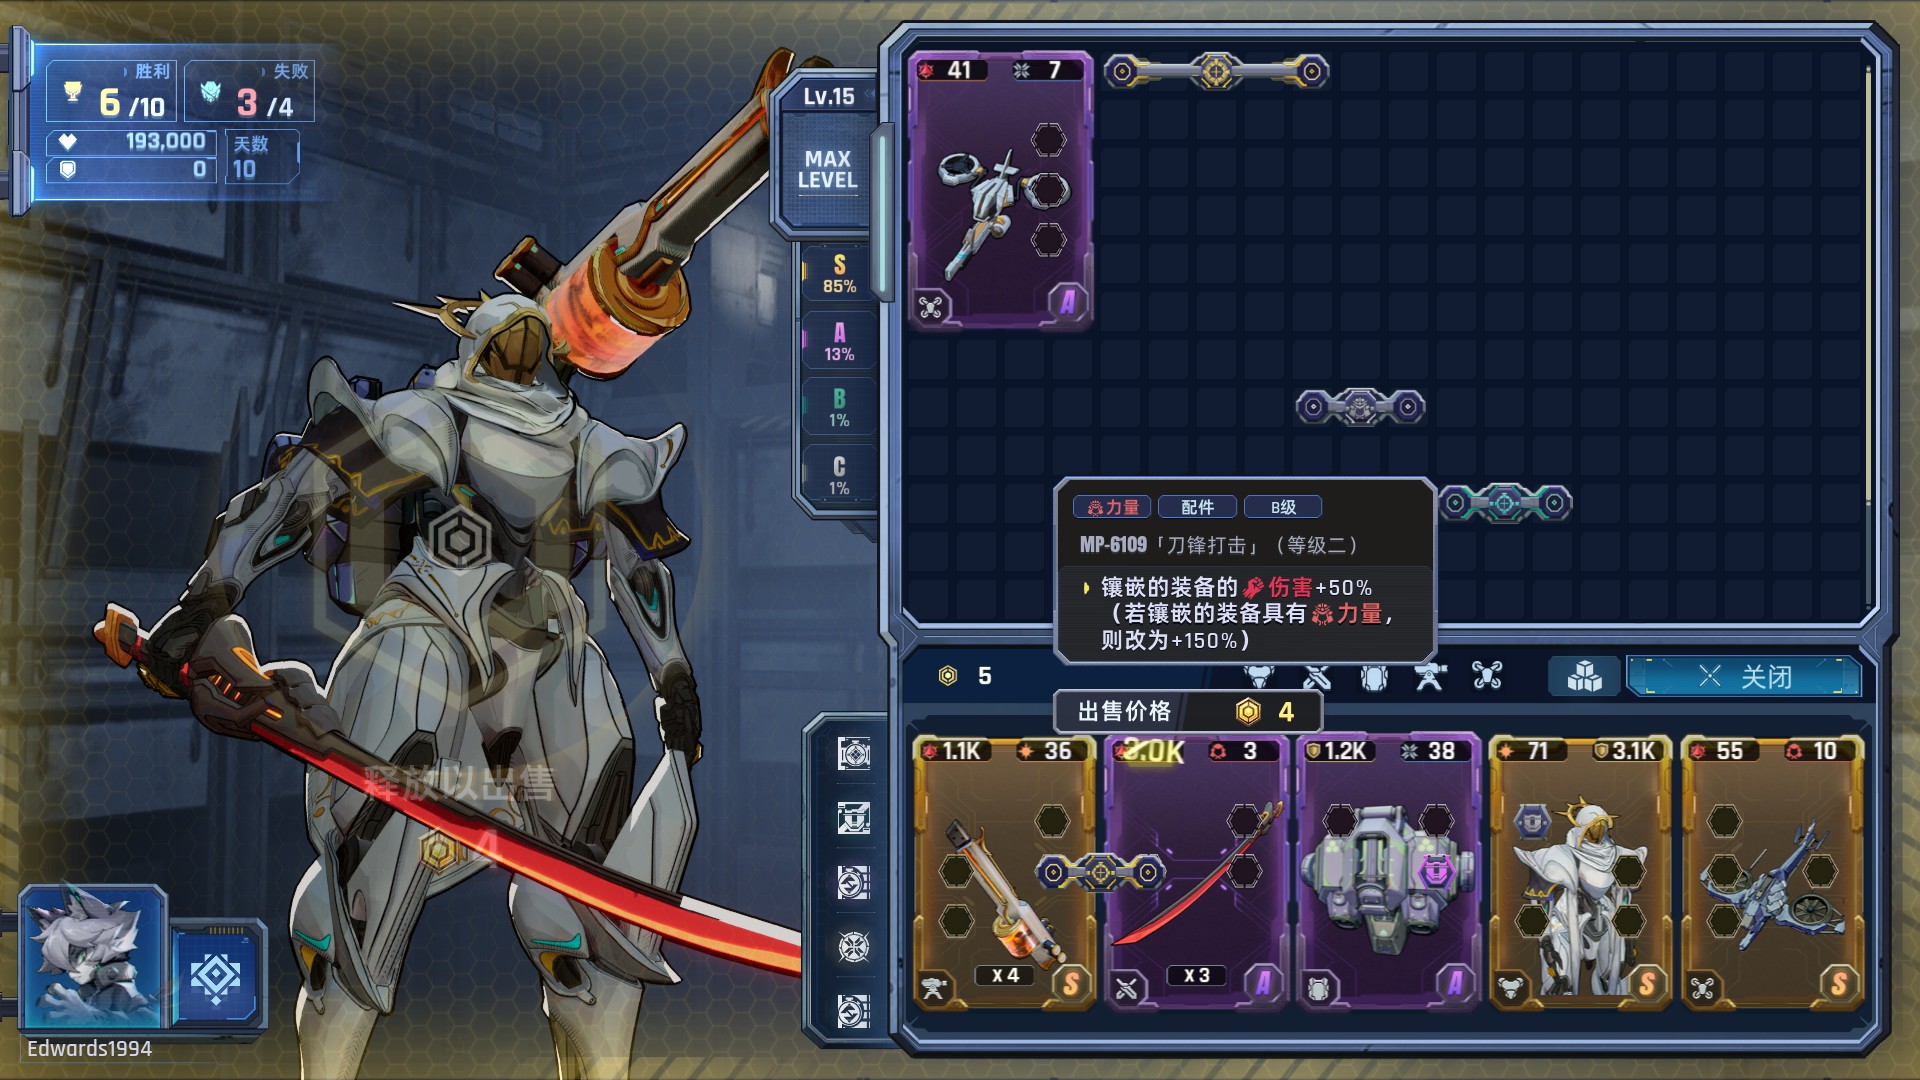 胜利
6/10
失败
3/4
193,000
0
天数
10
Lv.15
MAX
LEVEL
S
85%
A
13%
B
1%
C
1%
41
7
A
力量
配件
B级
MP-6109「刀锋打击」（等级二）
镶嵌的装备的伤害+50%
（若镶嵌的装备具有力量，
则改为+150%）
5
关闭
出售价格
4
释放以出售
4
1.1K
36
x4
S
3.0K
3
x3
A
1.2K
38
A
71
3.1K
S
55
10
S
Edwards1994